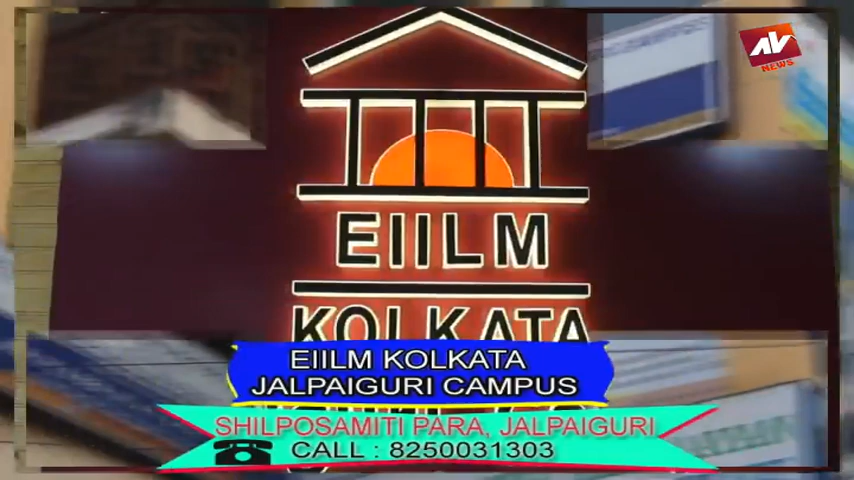 AV
NEWS
EIILM
KOLKATA
EIILM KOLKATA
JALPAIGURI CAMPUS
SHILPOSAMITI PARA, JALPAIGURI
CALL : 8250031303